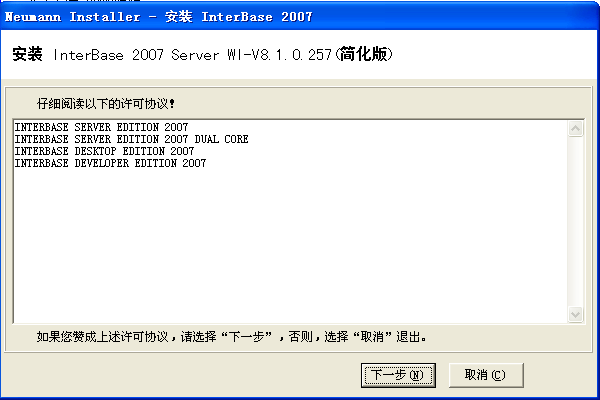 Neumann Installer - 安装 InterBase 2007
安装 InterBase 2007 Server WI-V8.1.0.257(简化版)
仔细阅读以下的许可协议!
INTERBASE SERVER EDITION 2007
INTERBASE SERVER EDITION 2007 DUAL CORE
INTERBASE DESKTOP EDITION 2007
INTERBASE DEVELOPER EDITION 2007
如果您赞成上述许可协议,请选择“下一步”,否则,选择“取消”退出。
下一步(N) 取消(C)